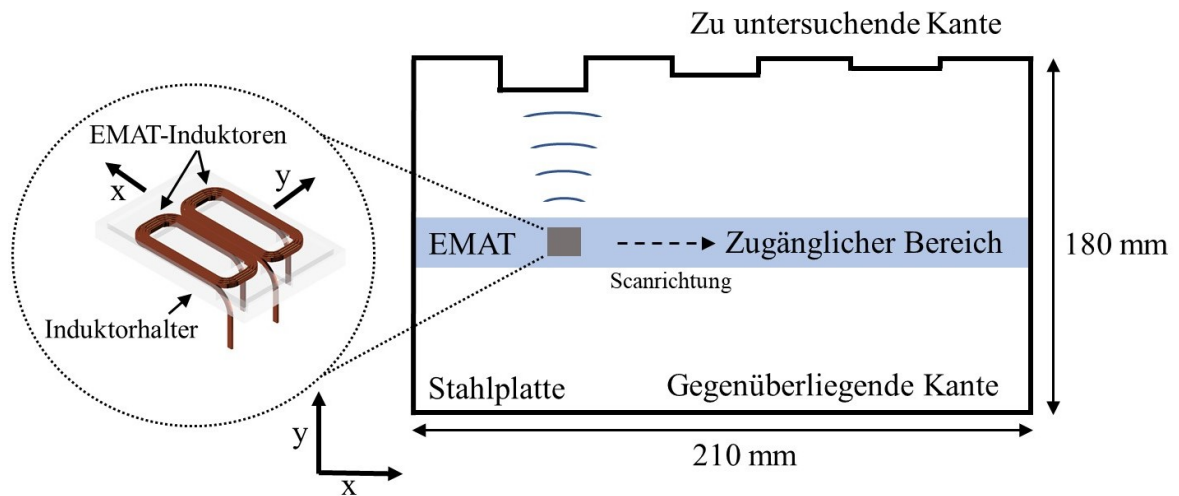 Zu untersuchende Kante
EMAT-Induktoren
x
y
EMAT
Zugänglicher Bereich
180 mm
Scanrichtung
Induktorhalter
Stahlplatte
Gegenüberliegende Kante
y
x
210 mm